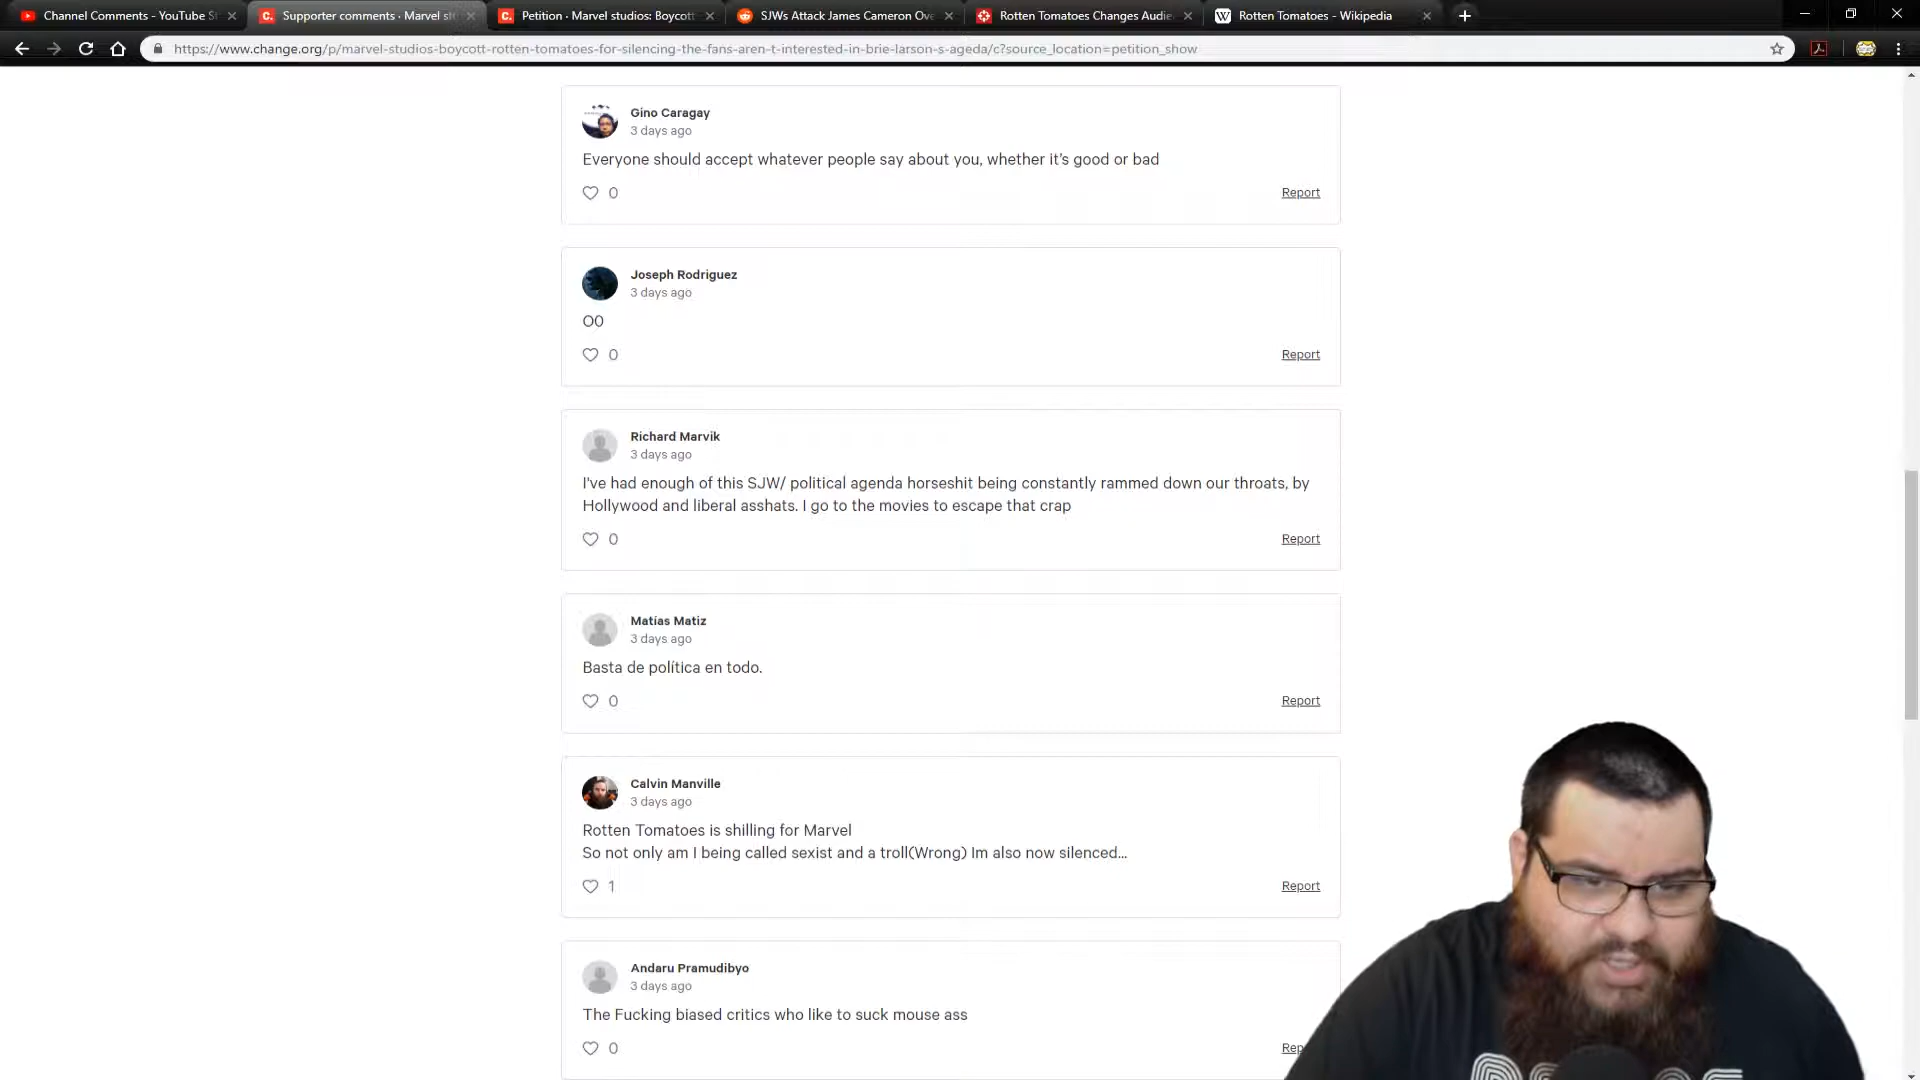 Channel Comments - YouTube S
Supporter comments · Marvel st
Petition · Marvel studios: Boycott
SJWs Attack James Cameron Ove
Rotten Tomatoes Changes Audie
Rotten Tomatoes - Wikipedia
https://www.change.org/p/marvel-studios-boycott-rotten-tomatoes-for-silencing-the-fans-aren-t-interested-in-brie-larson-s-ageda/c?source_location=petition_show
Gino Caragay
3 days ago
Everyone should accept whatever people say about you, whether it's good or bad
0
Report
Joseph Rodriguez
3 days ago
O0
0
Report
Richard Marvik
3 days ago
I've had enough of this SJW/ political agenda horseshit being constantly rammed down our throats, by
Hollywood and liberal asshats. I go to the movies to escape that crap
0
Report
Matías Matiz
3 days ago
Basta de política en todo.
0
Report
Calvin Manville
3 days ago
Rotten Tomatoes is shilling for Marvel
So not only am I being called sexist and a troll(Wrong) Im also now silenced...
1
Report
Andaru Pramudibyo
3 days ago
The Fucking biased critics who like to suck mouse ass
0
Rep